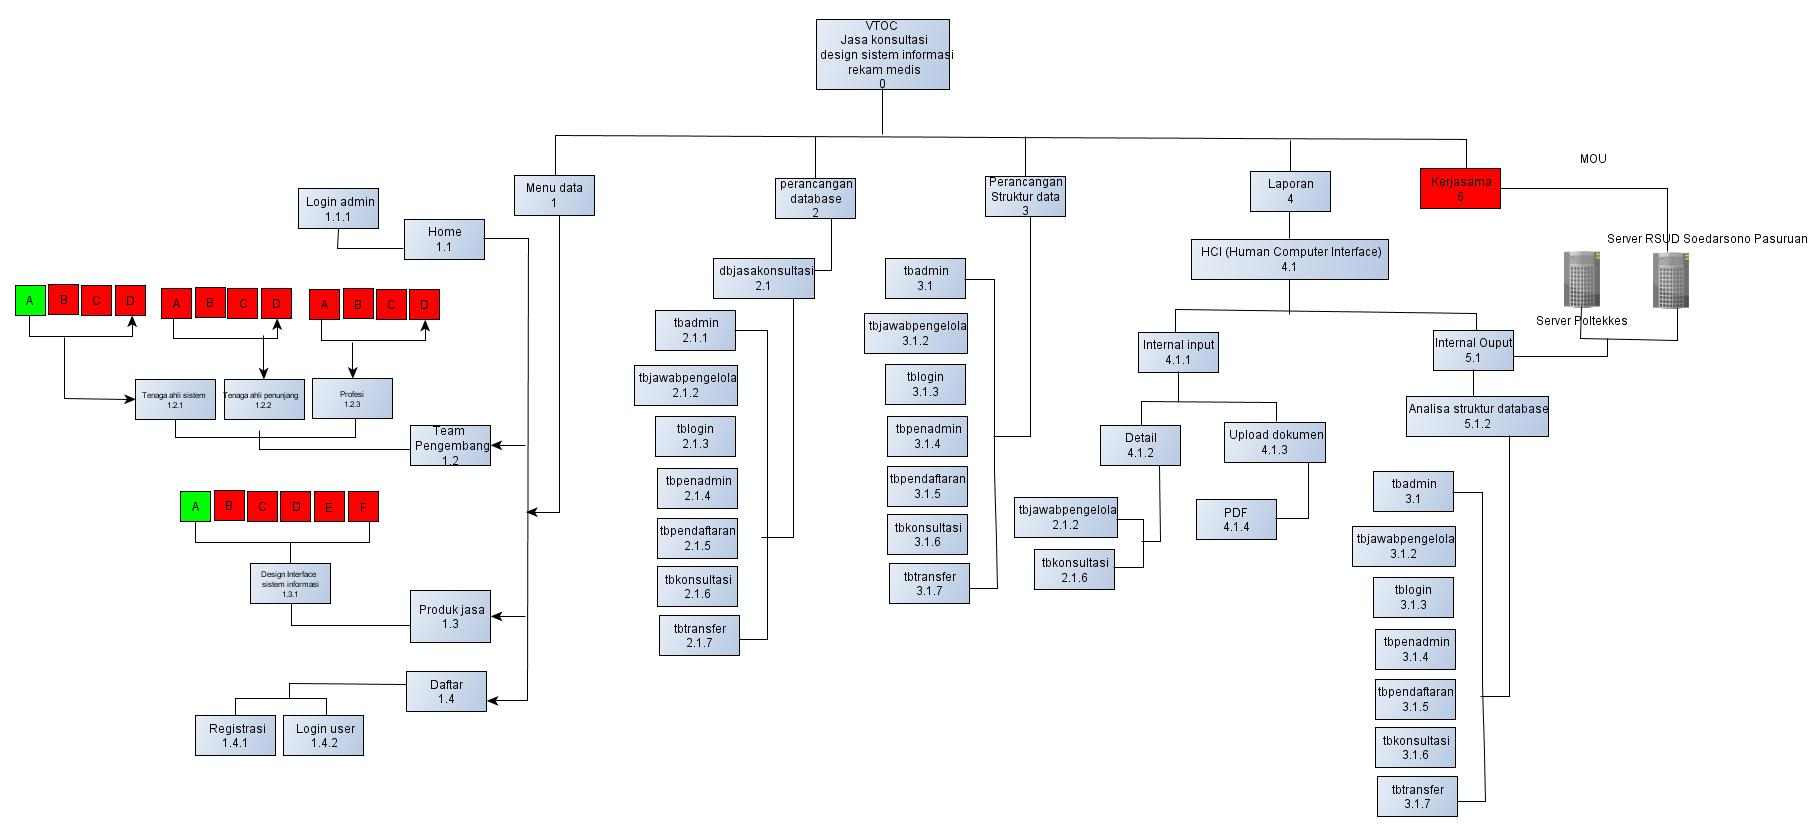 VTOC
Jasa konsultasi
design sistem informasi
rekam medis
0
Menu data
1
perancangan
database
2
Perancangan
Struktur data
3
Laporan
4
Kerjasama
6
MOU
Login admin
1.1.1
Home
1.1
A B C D
A B C D
A B C D
Tenaga ahli sistem
1.2.1
Tenaga ahli penunjang
1.2.2
Profesi
1.2.3
Team
Pengembang
1.2
A B C D E F
Design Interface
sistem informasi
1.3.1
Produk jasa
1.3
Daftar
1.4
Registrasi
1.4.1
Login user
1.4.2
dbjasakonsultasi
2.1
tbadmin
2.1.1
tbjawabpengelola
2.1.2
tblogin
2.1.3
tbpenadmin
2.1.4
tbpendaftaran
2.1.5
tbkonsultasi
2.1.6
tbtransfer
2.1.7
tbadmin
3.1
tbjawabpengelola
3.1.2
tblogin
3.1.3
tbpenadmin
3.1.4
tbpendaftaran
3.1.5
tbkonsultasi
3.1.6
tbtransfer
3.1.7
HCI (Human Computer Interface)
4.1
Internal input
4.1.1
Detail
4.1.2
Upload dokumen
4.1.3
tbjawabpengelola
2.1.2
tbkonsultasi
2.1.6
PDF
4.1.4
Server RSUD Soedarsono Pasuruan
Server Poltekkes
Internal Ouput
5.1
Analisa struktur database
5.1.2
tbadmin
3.1
tbjawabpengelola
3.1.2
tblogin
3.1.3
tbpenadmin
3.1.4
tbpendaftaran
3.1.5
tbkonsultasi
3.1.6
tbtransfer
3.1.7